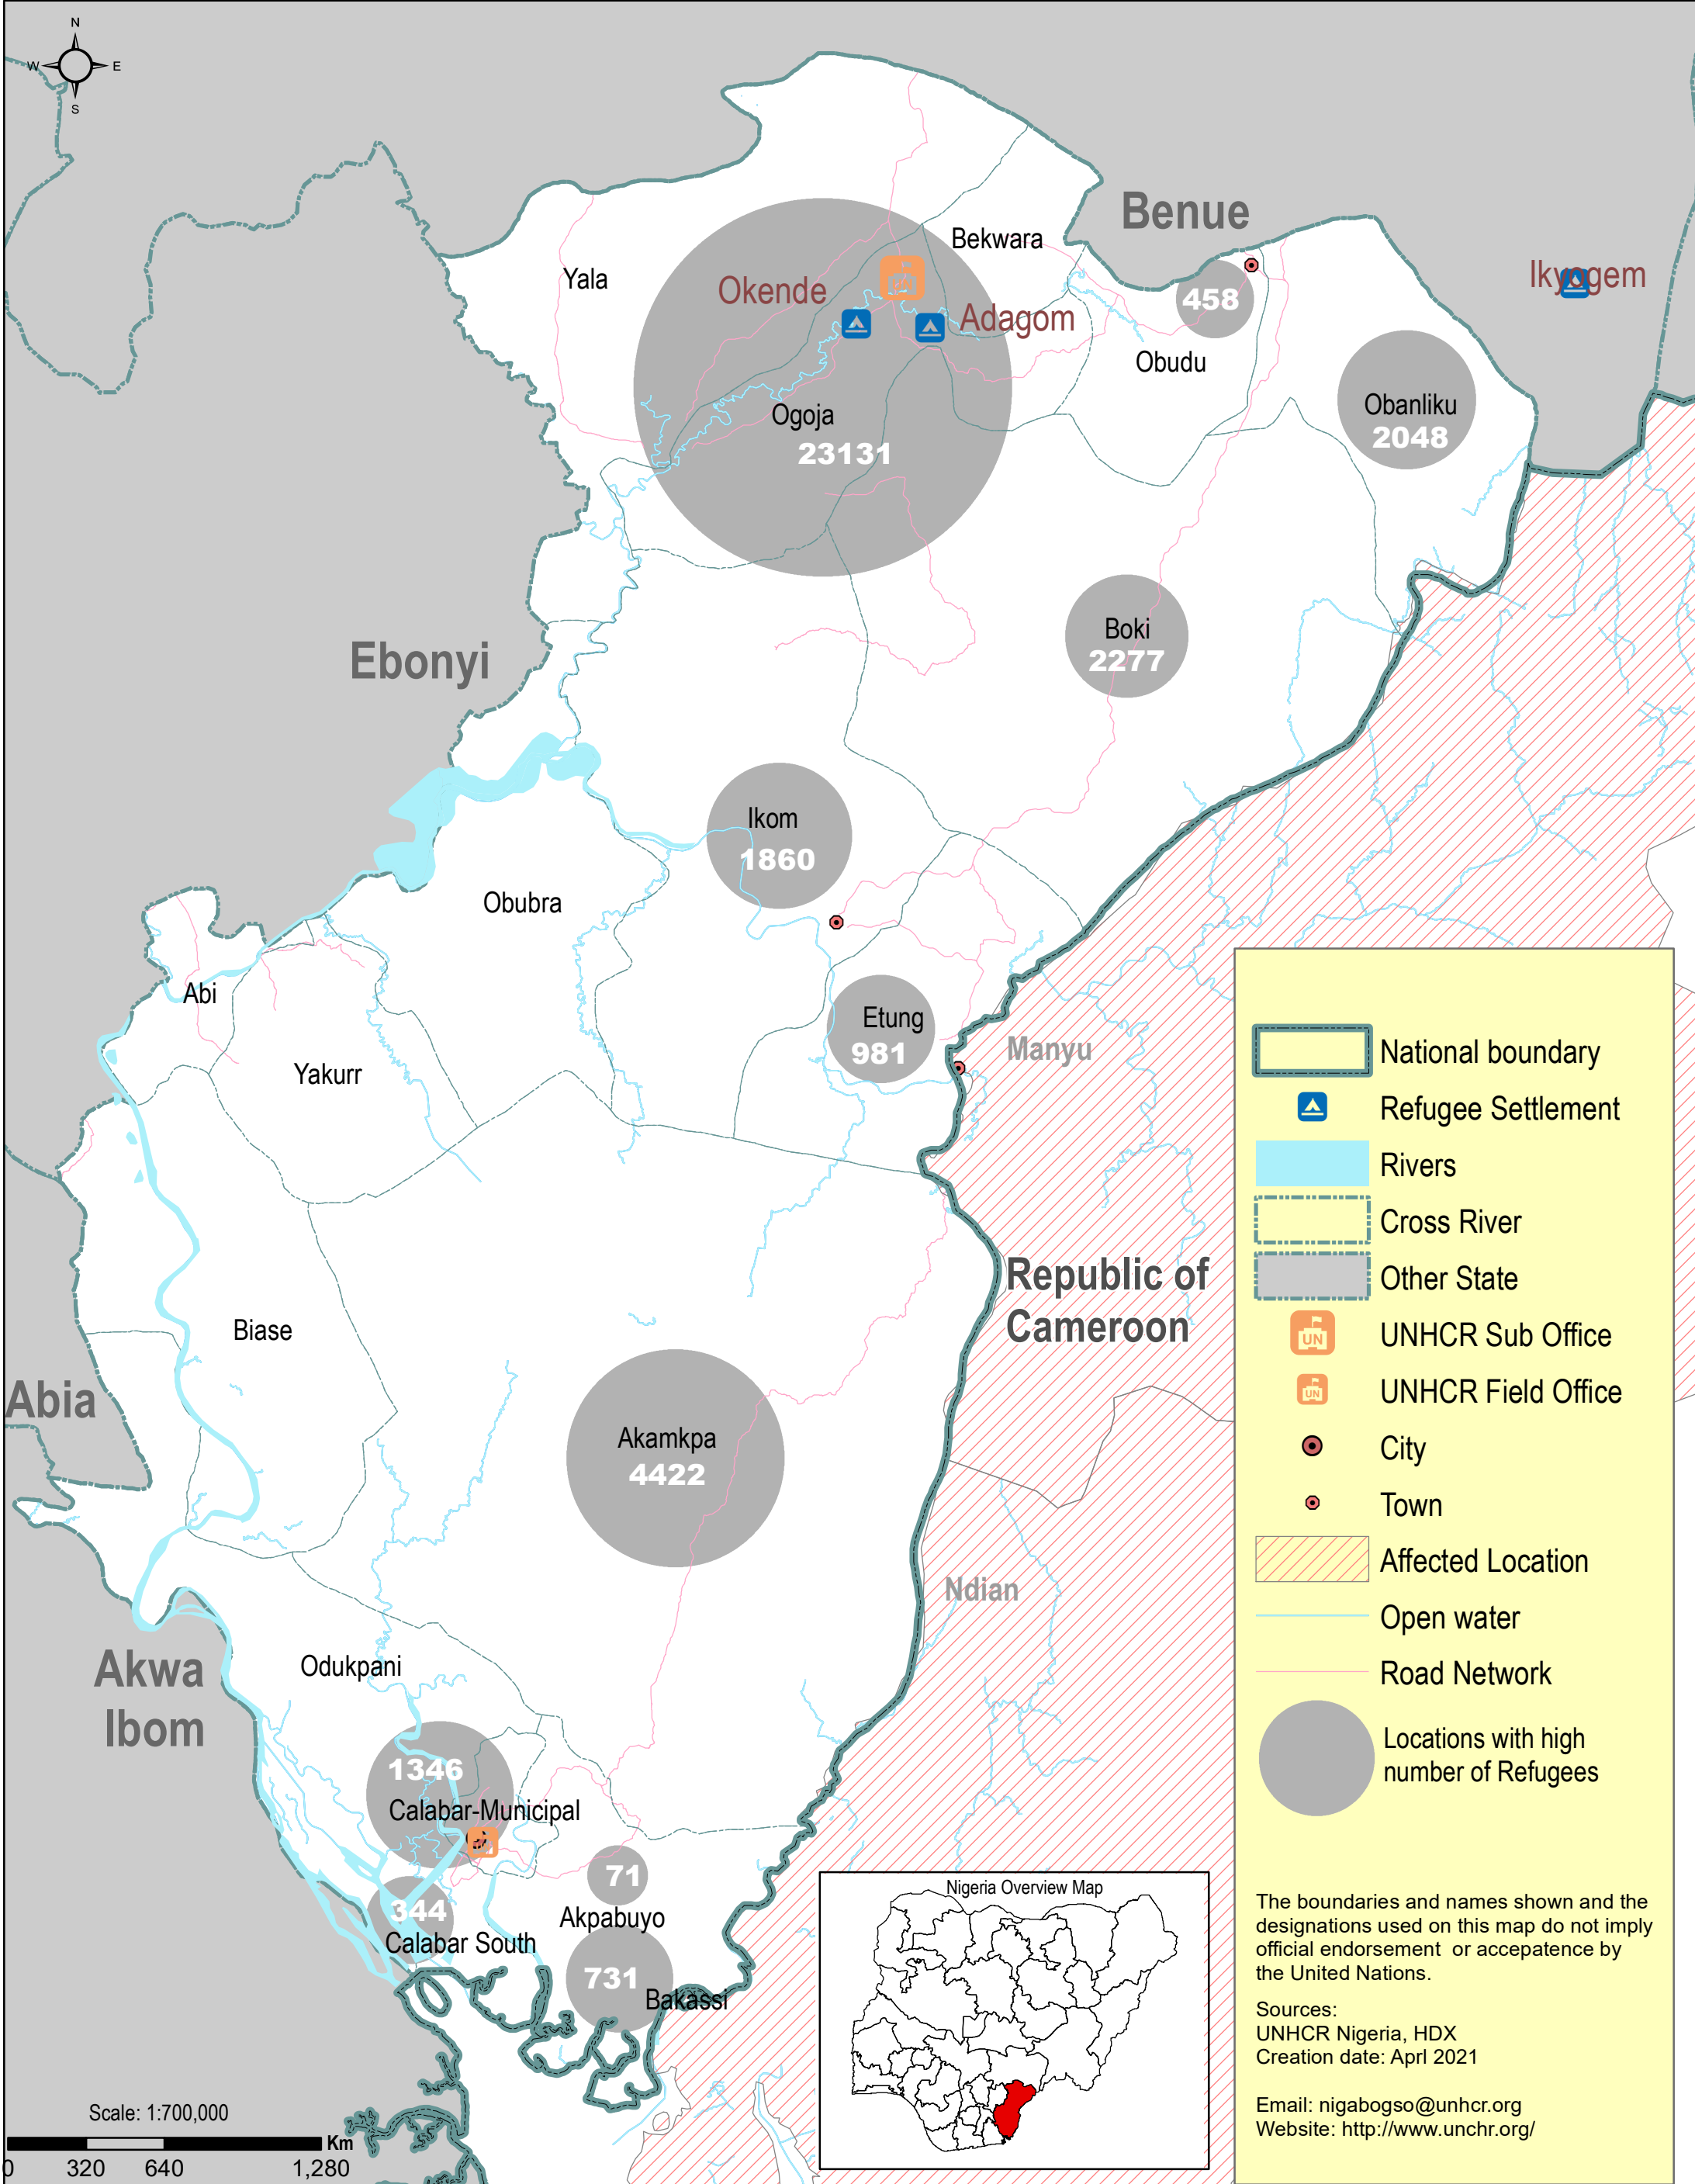 N
W E
S
Benue
Bekwara
Yala
Okende
UN
Adagom
458
Ikyogem
Obudu
Obanliku
2048
Ogoja
23131
Boki
2277
Ebonyi
Ikom
1860
Obubra
Abi
Etung
981
Manyu
Yakurr
Republic of
Cameroon
Biase
Abia
Akamkpa
4422
Ndian
Odukpani
Akwa
Ibom
1346
Calabar-Municipal
71
Akpabuyo
344
Calabar South
731
Bakassi
National boundary
Refugee Settlement
Rivers
Cross River
Other State
UN
UNHCR Sub Office
UN
UNHCR Field Office
City
Town
Affected Location
Open water
Road Network
Locations with high
number of Refugees
The boundaries and names shown and the
designations used on this map do not imply
official endorsement or accepatence by
the United Nations.
Sources:
UNHCR Nigeria, HDX
Creation date: Aprl 2021
Email: nigabogso@unhcr.org
Website: http://www.unchr.org/
Nigeria Overview Map
Scale: 1:700,000
Km
0 320 640 1,280